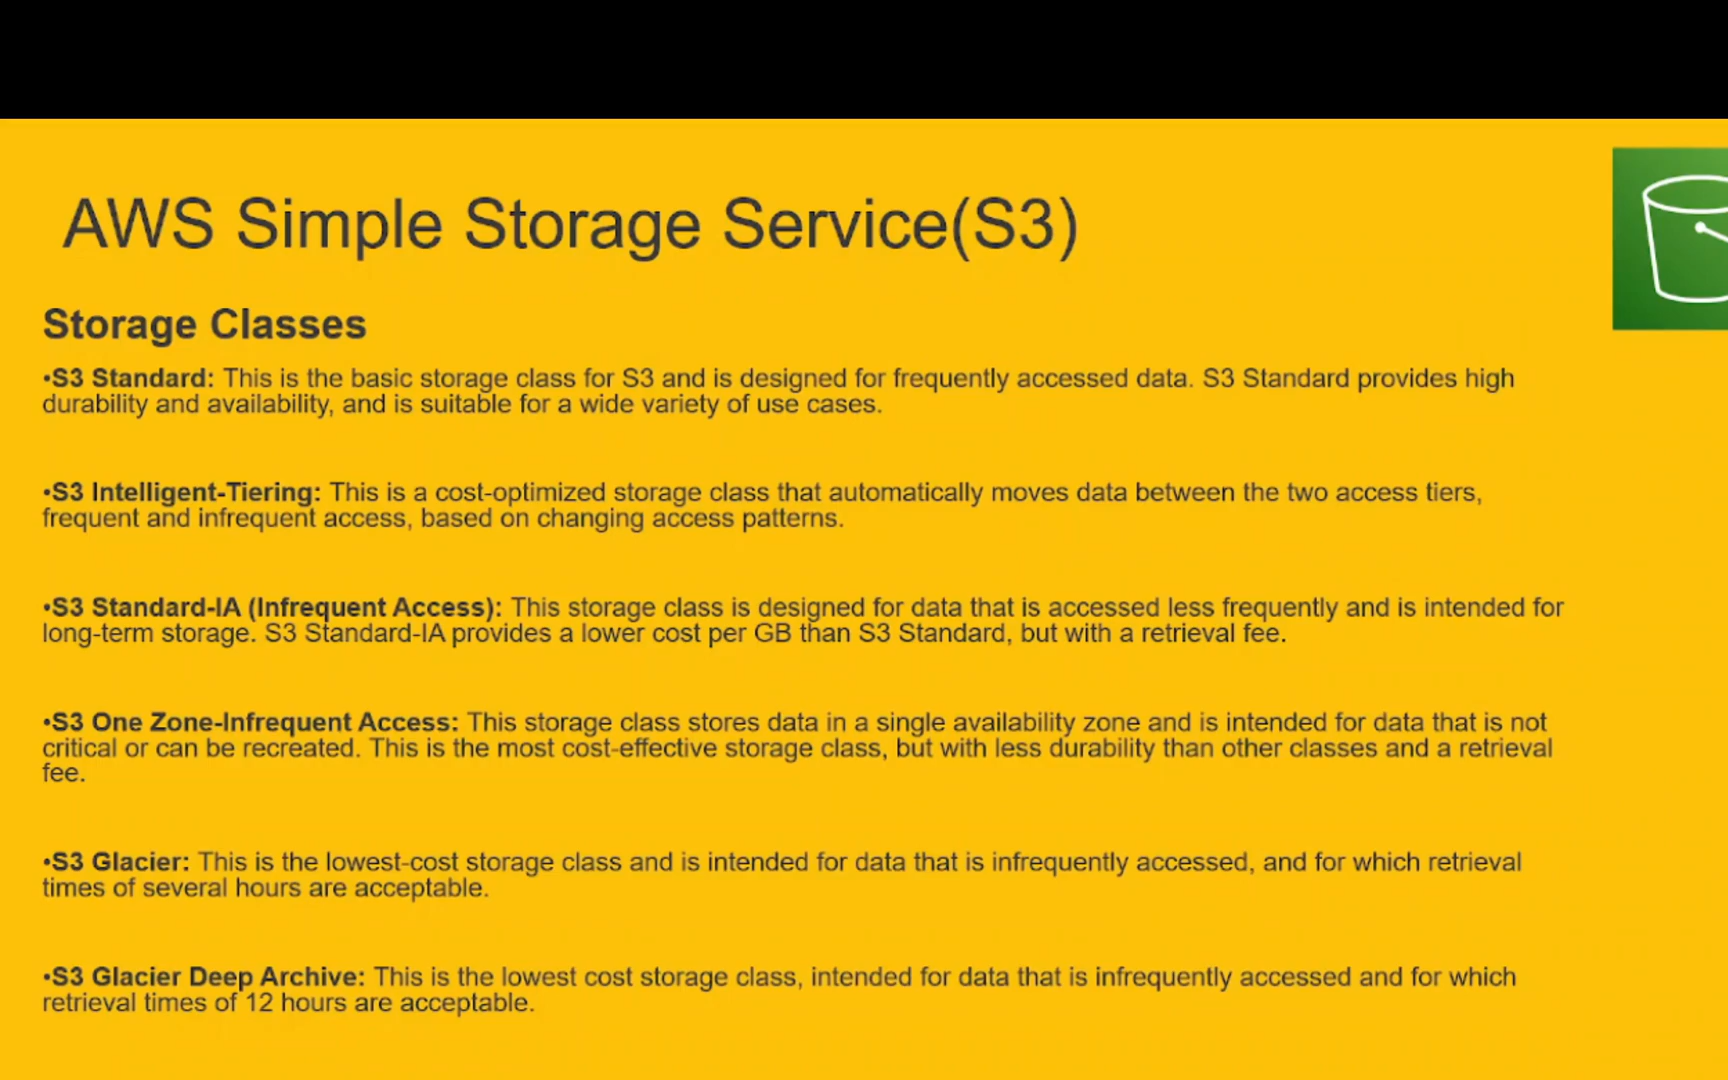 AWS Simple Storage Service(S3)
Storage Classes
•S3 Standard: This is the basic storage class for S3 and is designed for frequently accessed data. S3 Standard provides high
durability and availability, and is suitable for a wide variety of use cases.
•S3 Intelligent-Tiering: This is a cost-optimized storage class that automatically moves data between the two access tiers,
frequent and infrequent access, based on changing access patterns.
•S3 Standard-IA (Infrequent Access): This storage class is designed for data that is accessed less frequently and is intended for
long-term storage. S3 Standard-IA provides a lower cost per GB than S3 Standard, but with a retrieval fee.
•S3 One Zone-Infrequent Access: This storage class stores data in a single availability zone and is intended for data that is not
critical or can be recreated. This is the most cost-effective storage class, but with less durability than other classes and a retrieval
fee.
•S3 Glacier: This is the lowest-cost storage class and is intended for data that is infrequently accessed, and for which retrieval
times of several hours are acceptable.
•S3 Glacier Deep Archive: This is the lowest cost storage class, intended for data that is infrequently accessed and for which
retrieval times of 12 hours are acceptable.